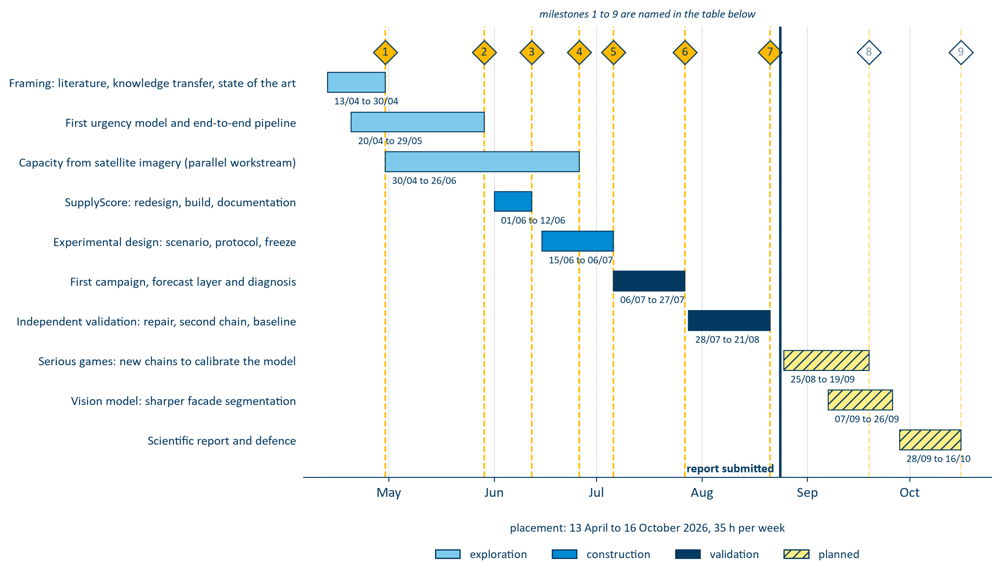 milestones 1 to 9 are named in the table below
1 2 3 4 5 6 7 8 9
Framing: literature, knowledge transfer, state of the art
13/04 to 30/04
First urgency model and end-to-end pipeline
20/04 to 29/05
Capacity from satellite imagery (parallel workstream)
30/04 to 26/06
SupplyScore: redesign, build, documentation
01/06 to 12/06
Experimental design: scenario, protocol, freeze
15/06 to 06/07
First campaign, forecast layer and diagnosis
06/07 to 27/07
Independent validation: repair, second chain, baseline
28/07 to 21/08
Serious games: new chains to calibrate the model
25/08 to 19/09
Vision model: sharper facade segmentation
07/09 to 26/09
Scientific report and defence
28/09 to 16/10
report submitted
May Jun Jul Aug Sep Oct
placement: 13 April to 16 October 2026, 35 h per week
exploration construction validation planned